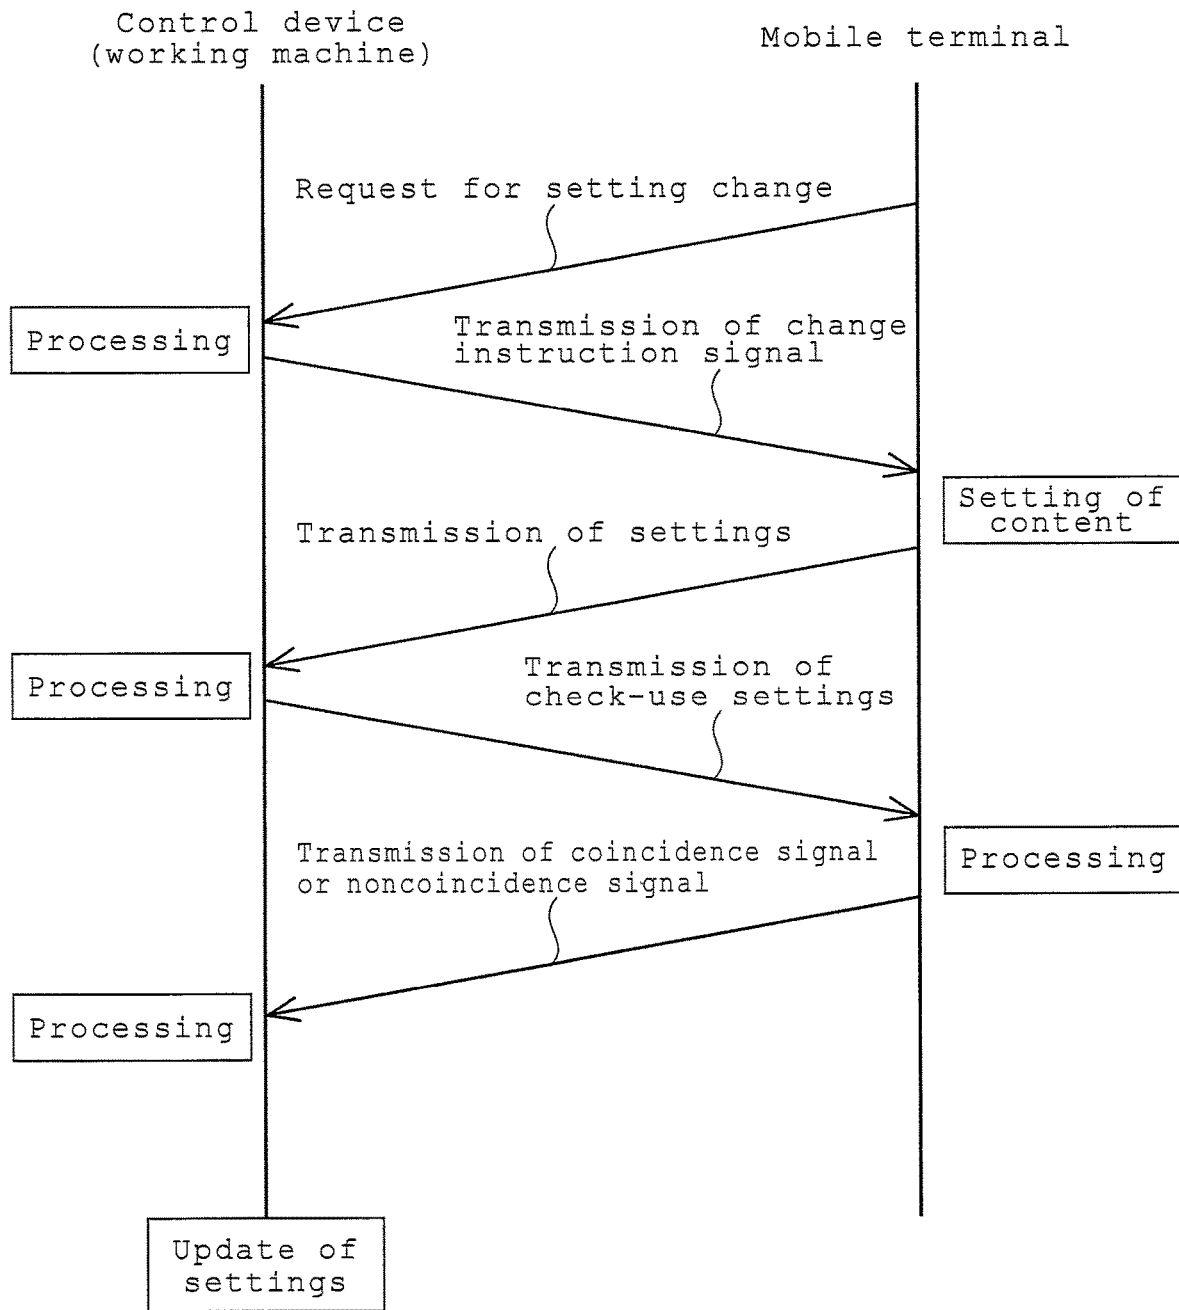 Control device
(working machine)
Mobile terminal
Request for setting change
Processing
Transmission of change
instruction signal
Setting of
content
Transmission of settings
Processing
Transmission of
check-use settings
Transmission of coincidence signal
or noncoincidence signal
Processing
Processing
Update of
settings